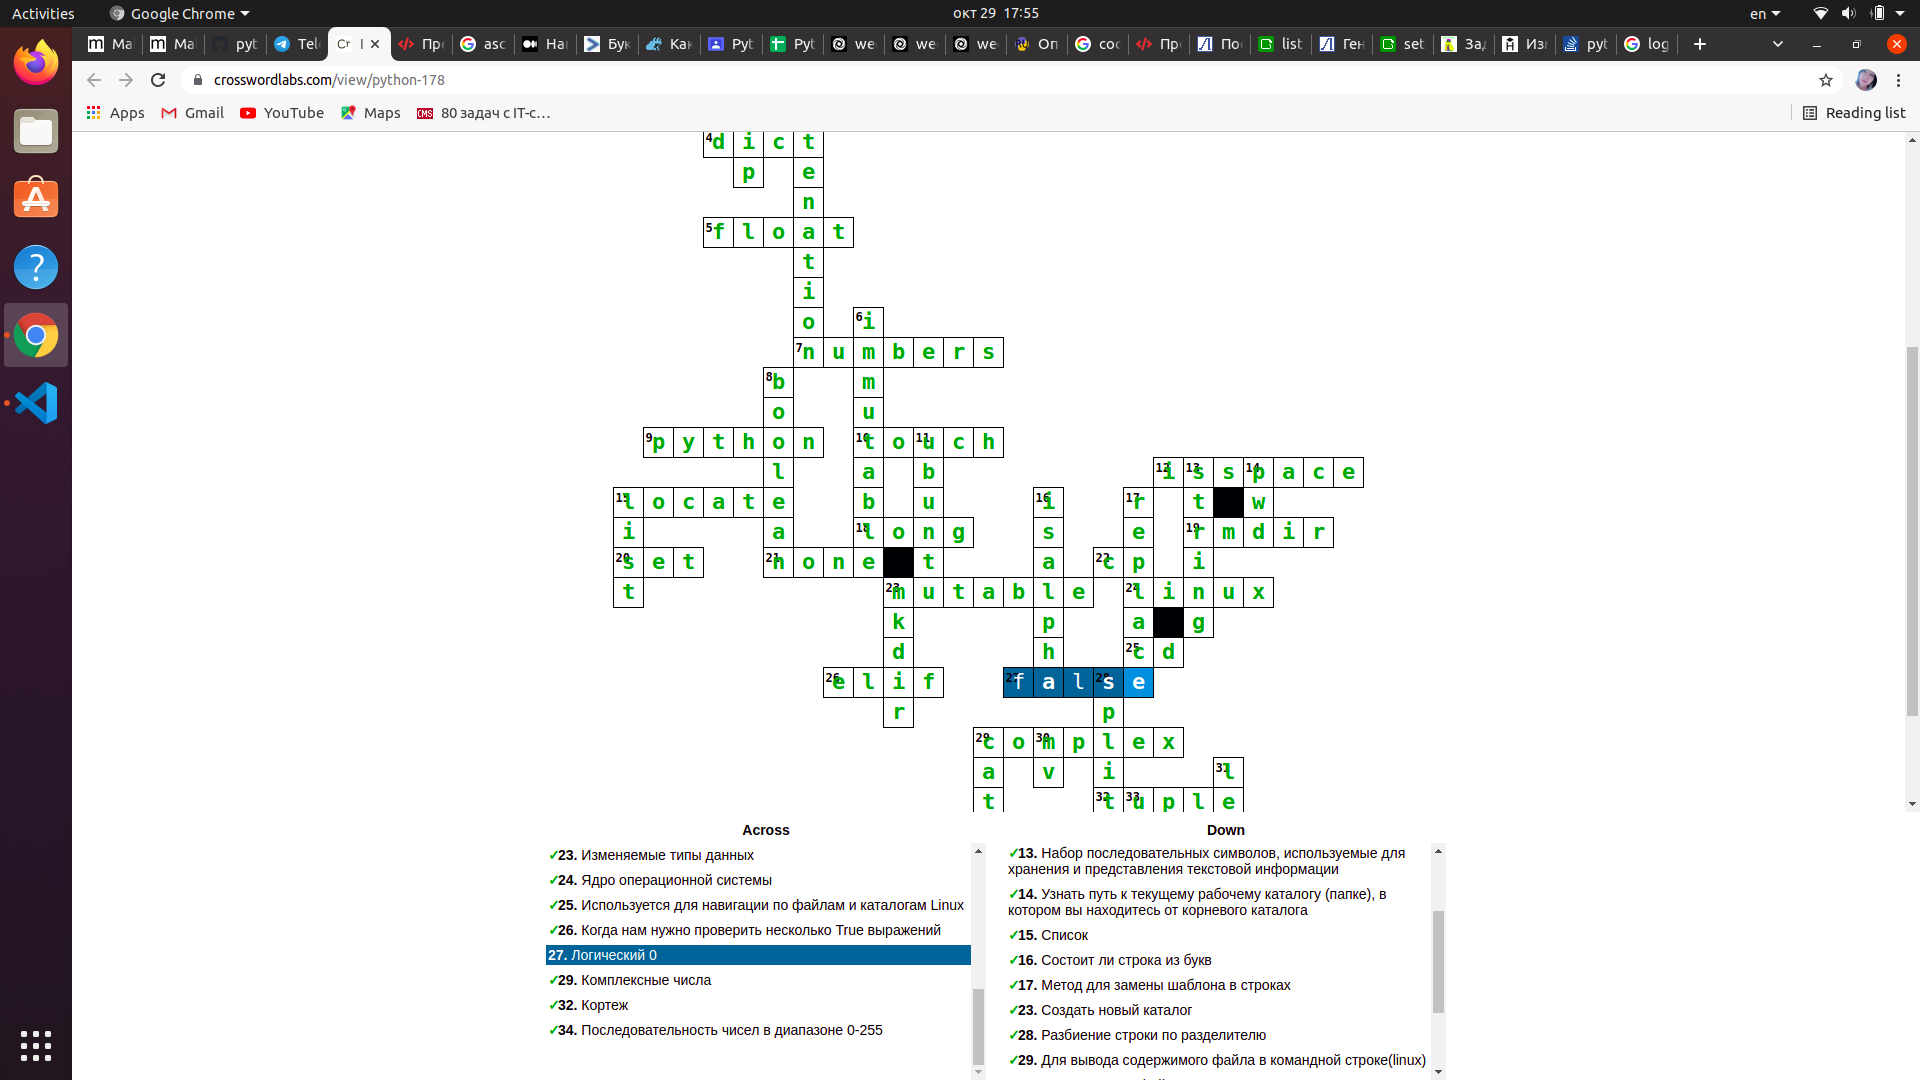 Activities
Google Chrome
окт 29 17:55
en
Ma
Ma
pyt
Tel
Cr
Пр
asc
Har
Бук
Как
Pyt
Pyt
we
we
we
Оп
сос
Пр
Пос
list
Ген
set
Зад
Изм
pyt
log
crosswordlabs.com/view/python-178
Apps
Gmail
YouTube
Maps
80 задач с IT-с…
Reading list
4 d i c t
p e
n
5 f l o a t
t
i
o 6 i
7 n u m b e r s
8 b m
o u
9 p y t h o n 10 t o 11 u c h
l a b 12 i 13 s s 14 p a c e
15 l o c a t e b u 16 i 17 r t w
i a 18 l o n g s e 19 r m d i r
20 s e t 21 n o n e t a 22 c p i
t 23 m u t a b l e 24 l i n u x
k p a g
d h 25 c d
26 e l i f 27 f a l 28 s e
r p
29 c o 30 m p l e x
a v i 31 l
t 32 t 33 u p l e
Across
✓23. Изменяемые типы данных
✓24. Ядро операционной системы
✓25. Используется для навигации по файлам и каталогам Linux
✓26. Когда нам нужно проверить несколько True выражений
27. Логический 0
✓29. Комплексные числа
✓32. Кортеж
✓34. Последовательность чисел в диапазоне 0-255
Down
✓13. Набор последовательных символов, используемые для
хранения и представления текстовой информации
✓14. Узнать путь к текущему рабочему каталогу (папке), в
котором вы находитесь от корневого каталога
✓15. Список
✓16. Состоит ли строка из букв
✓17. Метод для замены шаблона в строках
✓23. Создать новый каталог
✓28. Разбиение строки по разделителю
✓29. Для вывода содержимого файла в командной строке(linux)